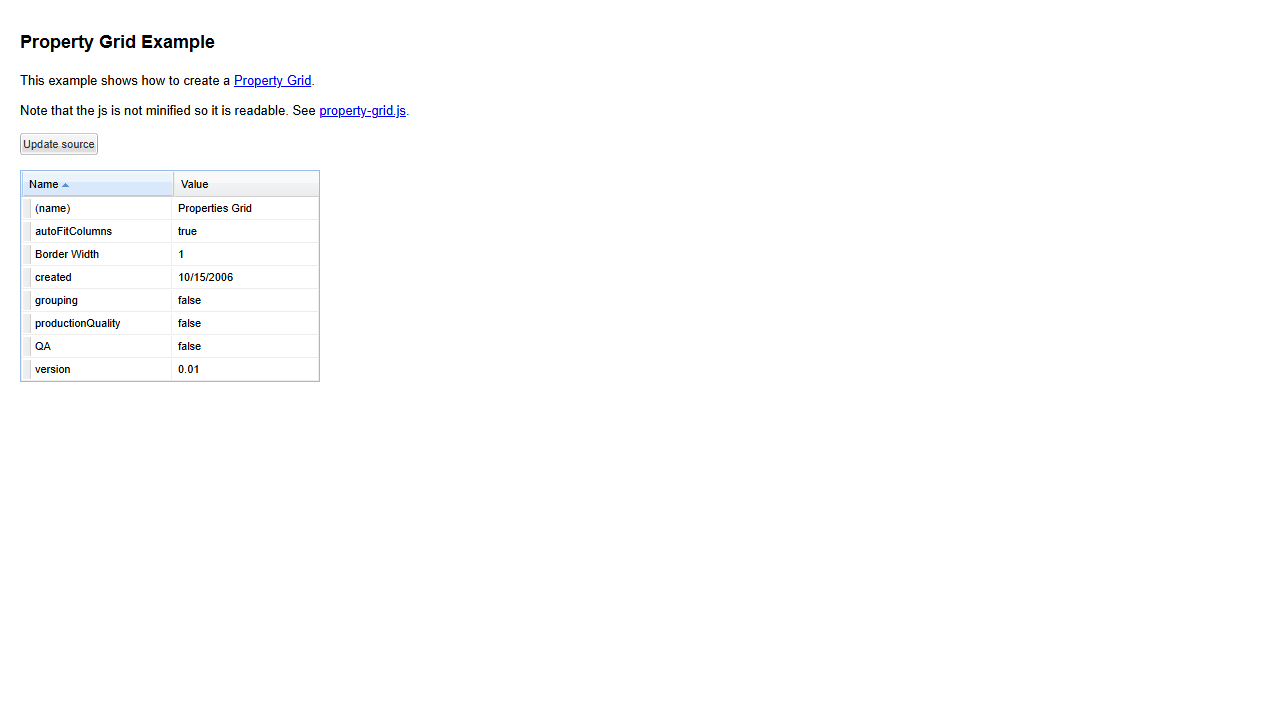 Property Grid Example
This example shows how to create a Property Grid.
Note that the js is not minified so it is readable. See property-grid.js.
Update source
Name Value
(name) Properties Grid
autoFitColumns true
Border Width 1
created 10/15/2006
grouping false
productionQuality false
QA false
version 0.01